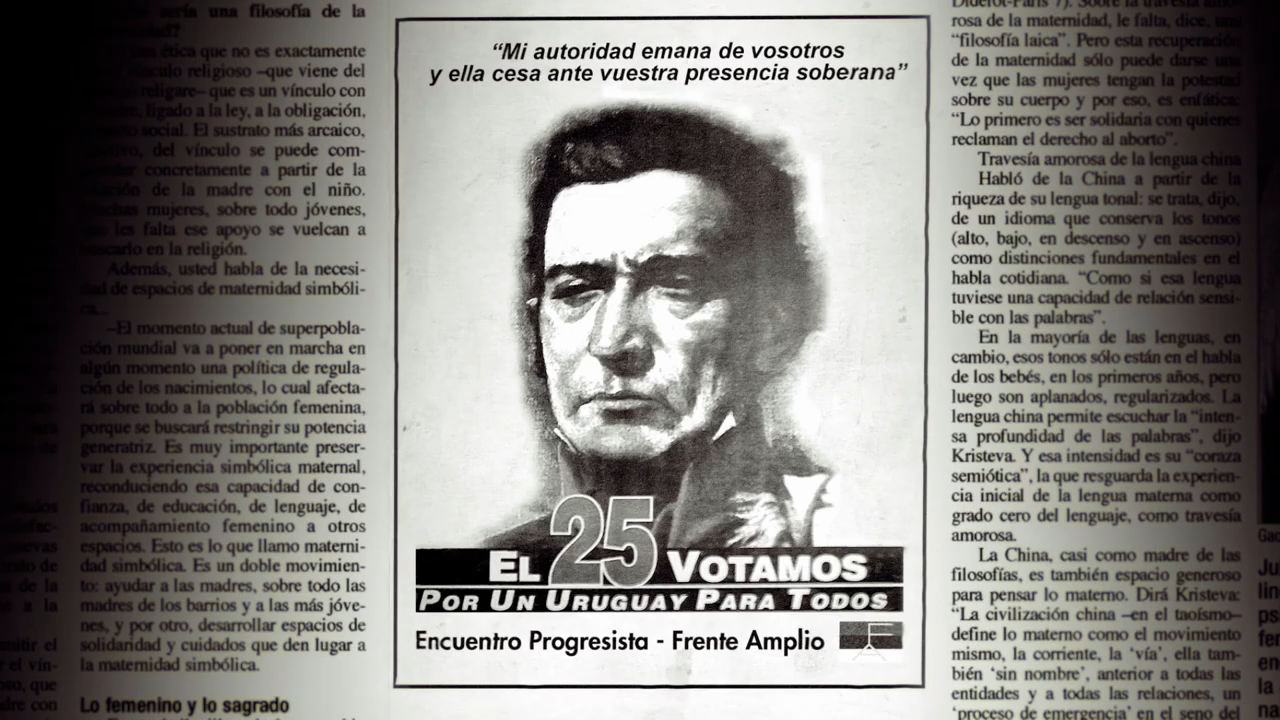 sería una filosofía de la
ética que no es exactamente
religioso –que viene del
religare– que es un vínculo con
ligado a la ley, a la obligación,
social. El sustrato más arcaico,
del vínculo se puede com-
concretamente a partir de la
de la madre con el niño.
mujeres, sobre todo jóvenes,
les falta ese apoyo se vuelcan a
buscarlo en la religión.
Además, usted habla de la necesi-
dad de espacios de maternidad simbóli-
ca...
–El momento actual de superpobla-
ción mundial va a poner en marcha en
algún momento una política de regula-
ción de los nacimientos, lo cual afecta-
rá sobre todo a la población femenina,
porque se buscará restringir su potencia
generatriz. Es muy importante preser-
var la experiencia simbólica maternal,
reconduciendo esa capacidad de con-
fianza, de educación, de lenguaje, de
acompañamiento femenino a otros
espacios. Esto es lo que llamo materni-
dad simbólica. Es un doble movimien-
to: ayudar a las madres, sobre todo las
madres de los barrios y a las más jóve-
nes, y por otro, desarrollar espacios de
solidaridad y cuidados que den lugar a
la maternidad simbólica.
Lo femenino y lo sagrado
“Mi autoridad emana de vosotros
y ella cesa ante vuestra presencia soberana”
EL 25 VOTAMOS
POR UN URUGUAY PARA TODOS
Encuentro Progresista - Frente Amplio
Diderot-Paris 7). Sobre la travesía amo-
rosa de la maternidad, le falta, dice, una
“filosofía laica”. Pero esta recuperación
de la maternidad sólo puede darse una
vez que las mujeres tengan la potestad
sobre su cuerpo y por eso, es enfática:
“Lo primero es ser solidaria con quienes
reclaman el derecho al aborto”.
Travesía amorosa de la lengua china
Habló de la China a partir de la
riqueza de su lengua tonal: se trata, dijo,
de un idioma que conserva los tonos
(alto, bajo, en descenso y en ascenso)
como distinciones fundamentales en el
habla cotidiana. “Como si esa lengua
tuviese una capacidad de relación sensi-
ble con las palabras”.
En la mayoría de las lenguas, en
cambio, esos tonos sólo están en el habla
de los bebés, en los primeros años, pero
luego son aplanados, regularizados. La
lengua china permite escuchar la “inten-
sa profundidad de las palabras”, dijo
Kristeva. Y esa intensidad es su “coraza
semiótica”, la que resguarda la experien-
cia inicial de la lengua materna como
grado cero del lenguaje, como travesía
amorosa.
La China, casi como madre de las
filosofías, es también espacio generoso
para pensar lo materno. Dirá Kristeva:
“La civilización china –en el taoísmo–
define lo materno como el movimiento
mismo, la corriente, la ‘vía’, ella tam-
bién ‘sin nombre’, anterior a todas las
entidades y a todas las relaciones, un
‘proceso de emergencia’ en el seno del